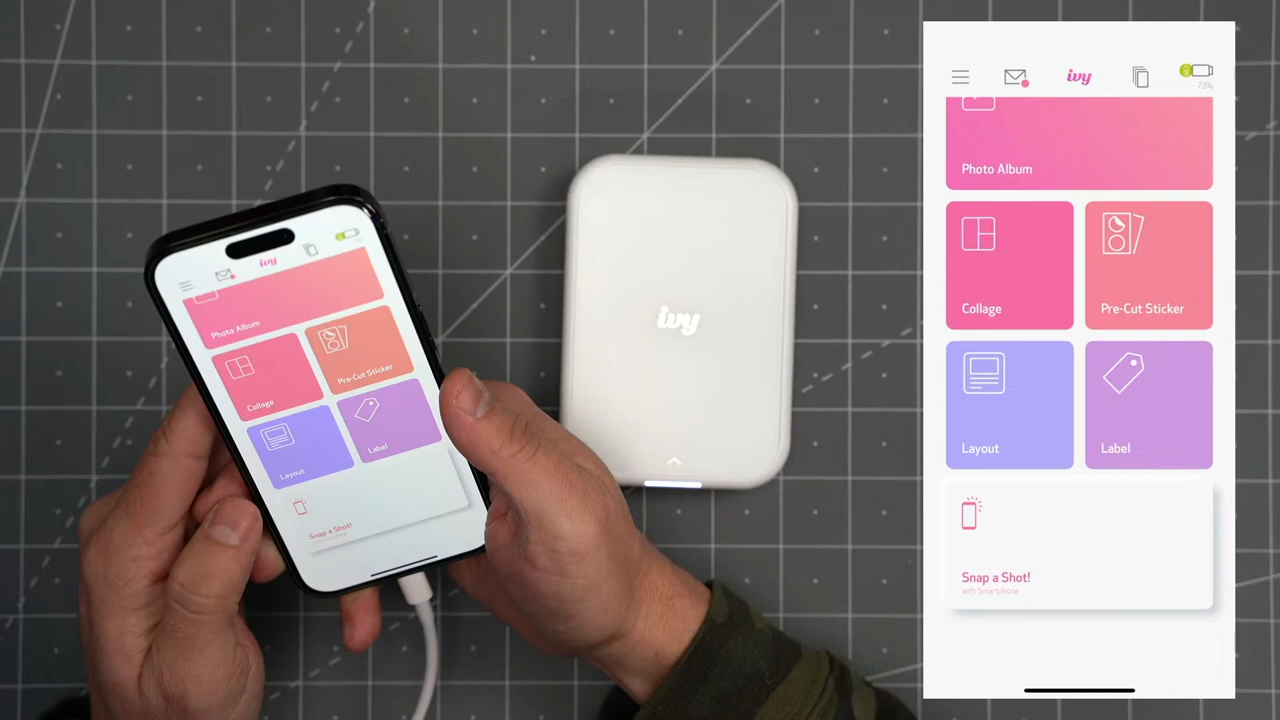 ivy
Photo Album
Collage
Pre-Cut Sticker
Layout
Label
Snap a Shot!
ivy
ivy
73%
Photo Album
Collage
Pre-Cut Sticker
Layout
Label
Snap a Shot!
with Smartphone